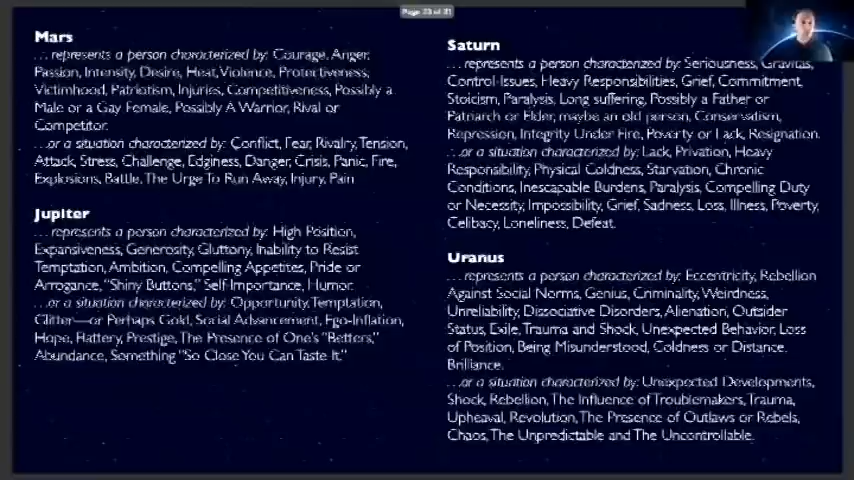 Page 23 of 31
Mars
. . . represents a person characterized by: Courage, Anger,
Passion, Intensity, Desire, Heat, Violence, Protectiveness,
Victimhood, Patriotism, Injuries, Competitiveness, Possibly a
Male or a Gay Female, Possibly A Warrior, Rival or
Competitor.
. . .or a situation characterized by: Conflict, Fear, Rivalry, Tension,
Attack, Stress, Challenge, Edginess, Danger, Crisis, Panic, Fire,
Explosions, Battle, The Urge To Run Away, Injury, Pain
Jupiter
. . . represents a person characterized by: High Position,
Expansiveness, Generosity, Gluttony, Inability to Resist
Temptation, Ambition, Compelling Appetites, Pride or
Arrogance, "Shiny Buttons," Self-Importance, Humor.
. . .or a situation characterized by: Opportunity, Temptation,
Glitter—or Perhaps Gold, Social Advancement, Ego-Inflation,
Hope, Flattery, Prestige, The Presence of One's "Betters,"
Abundance, Something "So Close You Can Taste It."
Saturn
. . . represents a person characterized by: Seriousness, Gravitas,
Control-Issues, Heavy Responsibilities, Grief, Commitment,
Stoicism, Paralysis, Long suffering, Possibly a Father or
Patriarch or Elder, maybe an old person, Conservatism,
Repression, Integrity Under Fire, Poverty or Lack, Resignation.
. . .or a situation characterized by: Lack, Privation, Heavy
Responsibility, Physical Coldness, Starvation, Chronic
Conditions, Inescapable Burdens, Paralysis, Compelling Duty
or Necessity, Impossibility, Grief, Sadness, Loss, Illness, Poverty,
Celibacy, Loneliness, Defeat.
Uranus
. . . represents a person characterized by: Eccentricity, Rebellion
Against Social Norms, Genius, Criminality, Weirdness,
Unreliability, Dissociative Disorders, Alienation, Outsider
Status, Exile, Trauma and Shock, Unexpected Behavior, Loss
of Position, Being Misunderstood, Coldness or Distance.
Brilliance.
. . .or a situation characterized by: Unexpected Developments,
Shock, Rebellion, The Influence of Troublemakers, Trauma,
Upheaval, Revolution, The Presence of Outlaws or Rebels,
Chaos, The Unpredictable and The Uncontrollable.